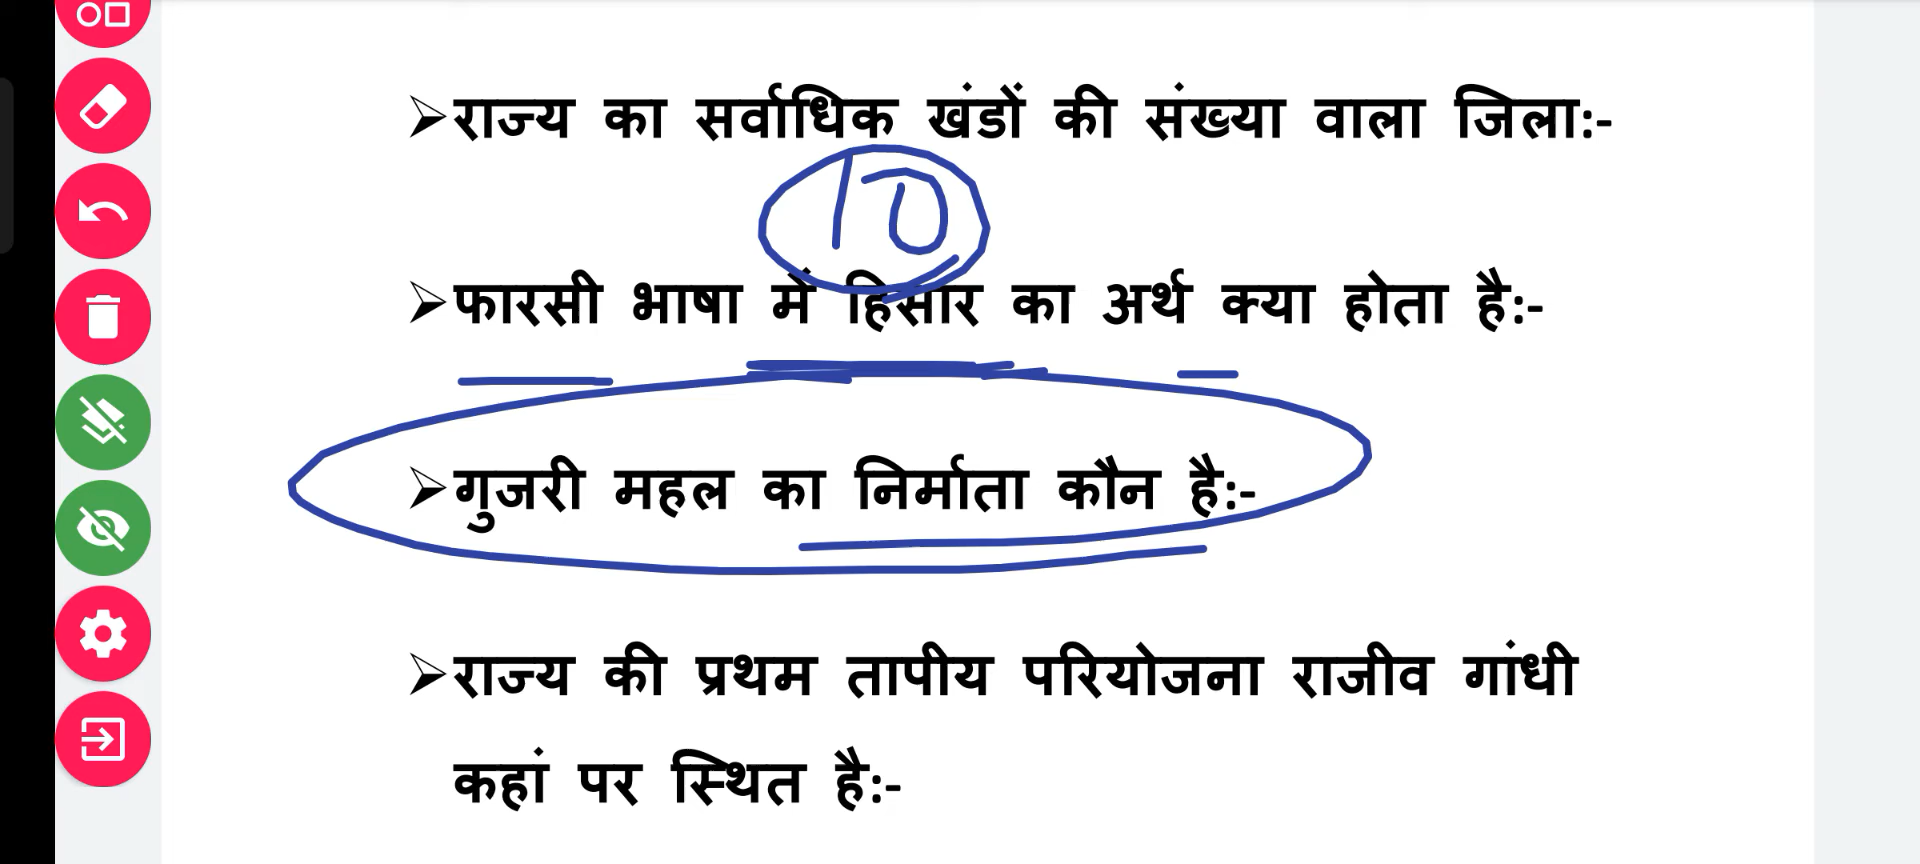 ➢राज्य का सर्वाधिक खंडों की संख्या वाला जिला:-
10
➢फारसी भाषा में हिसार का अर्थ क्या होता है:-
➢गुजरी महल का निर्माता कौन है:-
➢राज्य की प्रथम तापीय परियोजना राजीव गांधी
कहां पर स्थित है:-